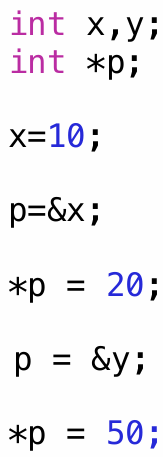 int x,y;
int *p;
x=10;
p=&x;
*p = 20;
p = &y;
*p = 50;